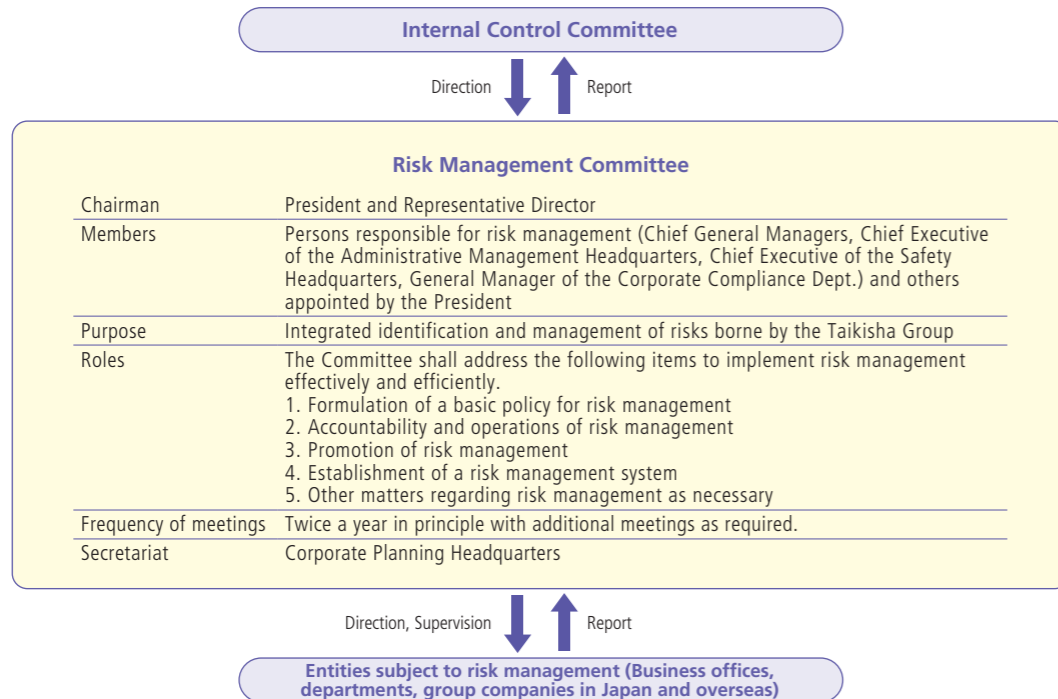 Internal Control Committee
Direction
Report
Risk Management Committee
Chairman President and Representative Director
Members Persons responsible for risk management (Chief General Managers, Chief Executive
of the Administrative Management Headquarters, Chief Executive of the Safety
Headquarters, General Manager of the Corporate Compliance Dept.) and others
appointed by the President
Purpose Integrated identification and management of risks borne by the Taikisha Group
Roles The Committee shall address the following items to implement risk management
effectively and efficiently.
1. Formulation of a basic policy for risk management
2. Accountability and operations of risk management
3. Promotion of risk management
4. Establishment of a risk management system
5. Other matters regarding risk management as necessary
Frequency of meetings Twice a year in principle with additional meetings as required.
Secretariat Corporate Planning Headquarters
Direction, Supervision
Report
Entities subject to risk management (Business offices,
departments, group companies in Japan and overseas)